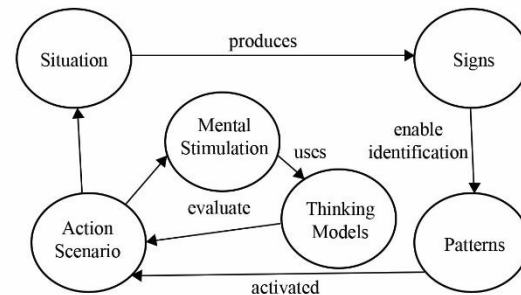 produces
Situation
Signs
Mental
Stimulation
enable
identification
uses
evaluate
Thinking
Models
Action
Scenario
Patterns
activated